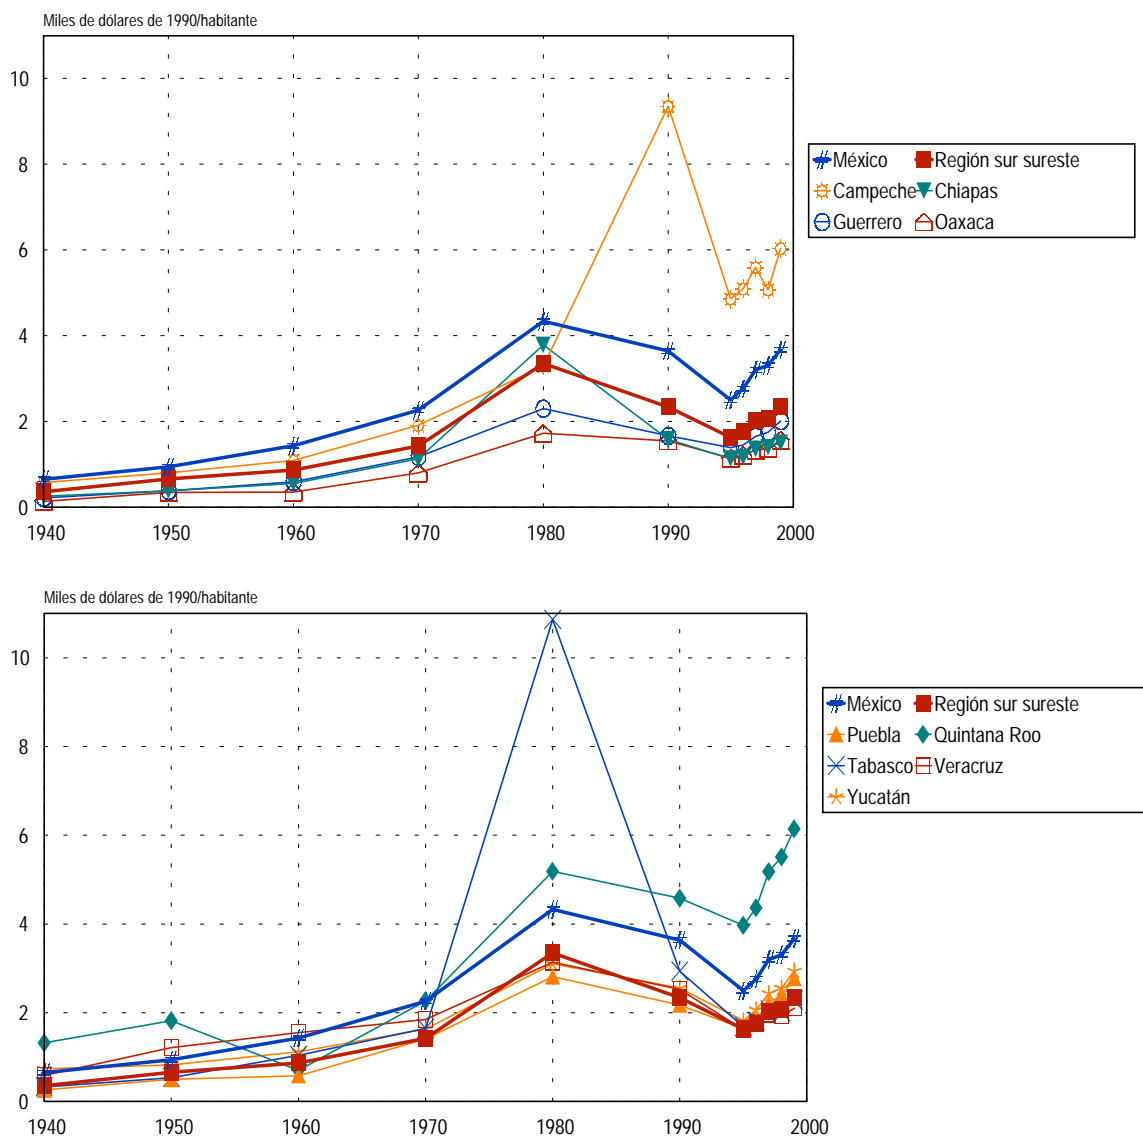 Miles de dólares de 1990/habitante
10
8
6
4
2
0
1940 1950 1960 1970 1980 1990 2000
México Región sur sureste
Campeche Chiapas
Guerrero Oaxaca
Miles de dólares de 1990/habitante
10
8
6
4
2
0
1940 1950 1960 1970 1980 1990 2000
México Región sur sureste
Puebla Quintana Roo
Tabasco Veracruz
Yucatán